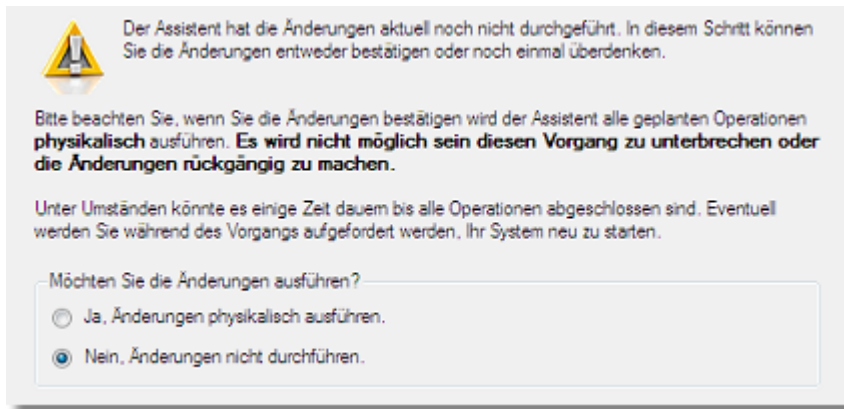 Der Assistent hat die Änderungen aktuell noch nicht durchgeführt. In diesem Schritt können
Sie die Änderungen entweder bestätigen oder noch einmal überdenken.
Bitte beachten Sie, wenn Sie die Änderungen bestätigen wird der Assistent alle geplanten Operationen
physikalisch ausführen. Es wird nicht möglich sein diesen Vorgang zu unterbrechen oder
die Änderungen rückgängig zu machen.
Unter Umständen könnte es einige Zeit dauern bis alle Operationen abgeschlossen sind. Eventuell
werden Sie während des Vorgangs aufgefordert werden, Ihr System neu zu starten.
Möchten Sie die Änderungen ausführen?
Ja, Änderungen physikalisch ausführen.
Nein, Änderungen nicht durchführen.